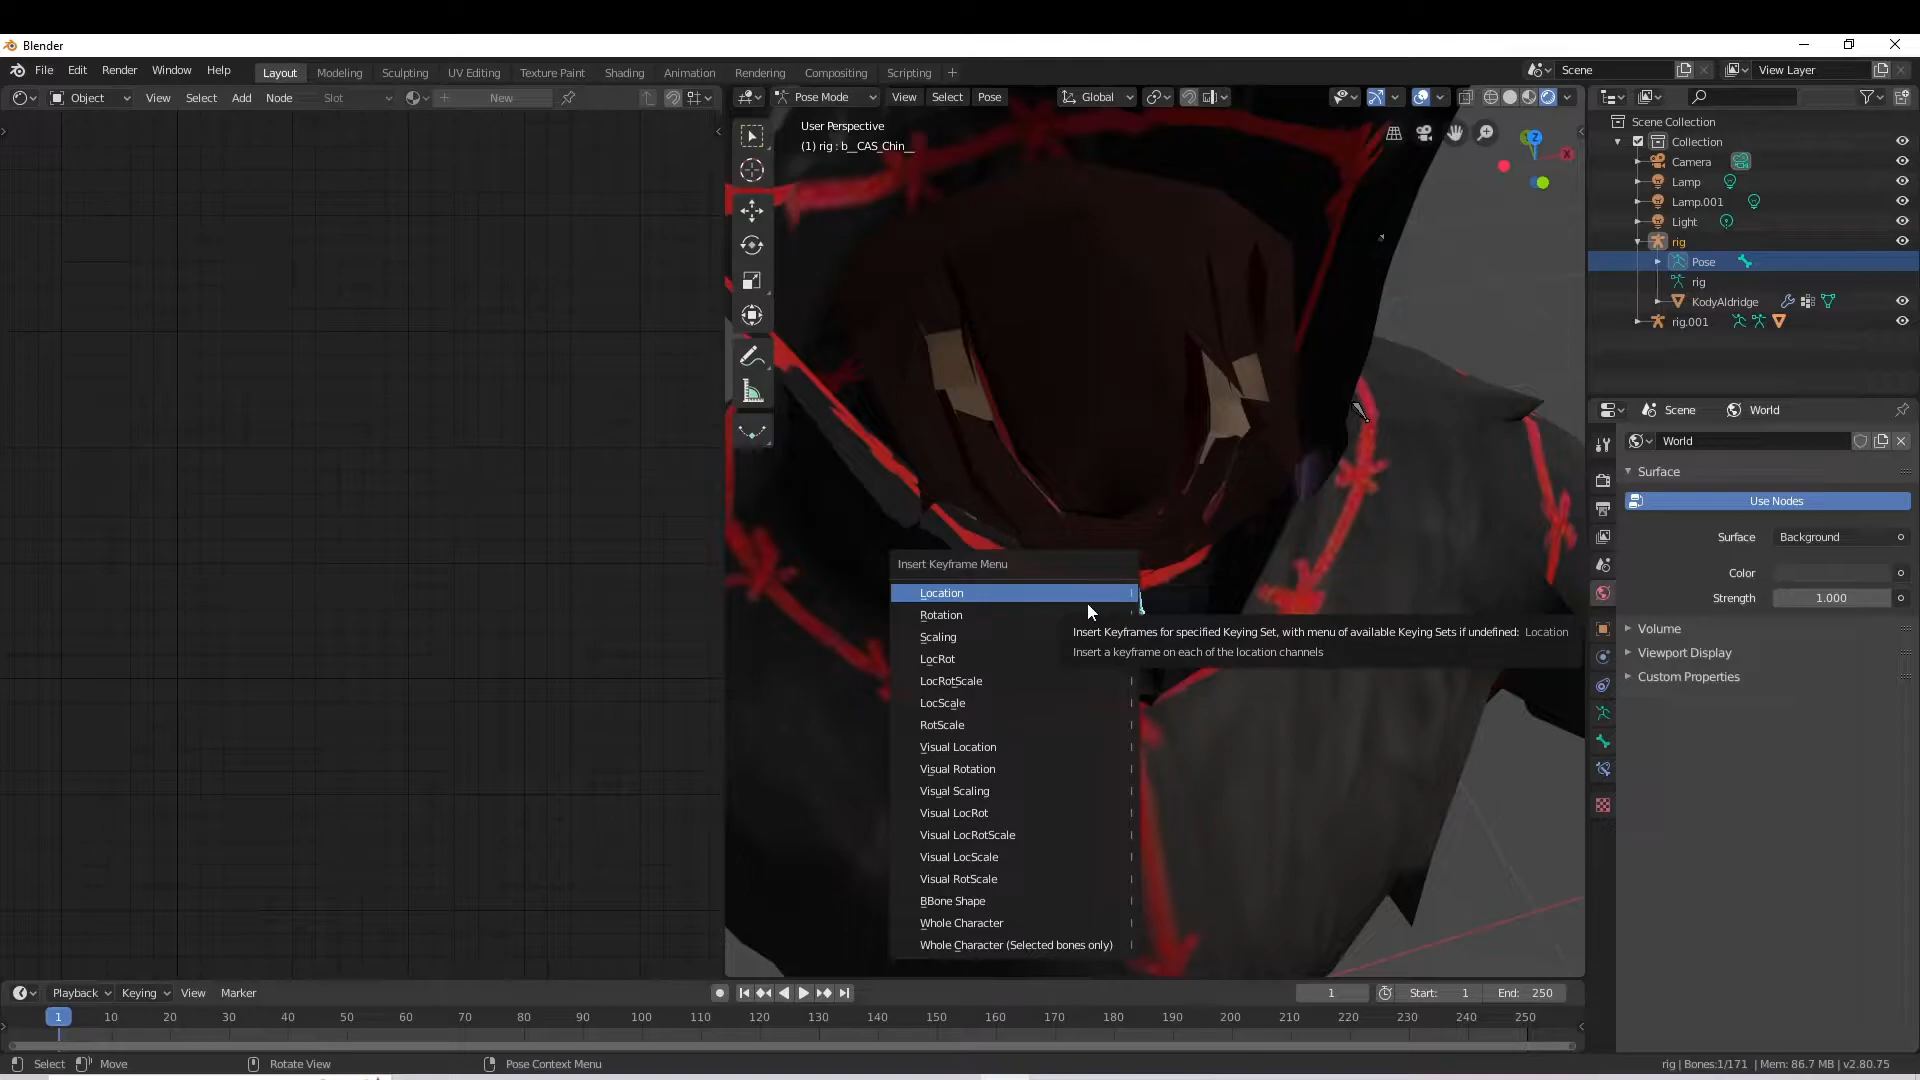 Blender
File Edit Render Window Help
Layout Modeling Sculpting UV Editing Texture Paint Shading Animation Rendering Compositing Scripting
Scene View Layer
Object View Select Add Node Slot New
Pose Mode View Select Pose Global
User Perspective
(1) rig : b__CAS_Chin__
Z
X
Scene Collection
Collection
Camera
Lamp
Lamp.001
Light
rig
Pose
rig
KodyAldridge
rig.001
Scene World
World
Surface
Use Nodes
Surface Background
Color
Strength 1.000
Volume
Viewport Display
Custom Properties
Insert Keyframe Menu
Location
Rotation
Scaling
LocRot
LocRotScale
LocScale
RotScale
Visual Location
Visual Rotation
Visual Scaling
Visual LocRot
Visual LocRotScale
Visual LocScale
Visual RotScale
BBone Shape
Whole Character
Whole Character (Selected bones only)
Insert Keyframes for specified Keying Set, with menu of available Keying Sets if undefined: Location
Insert a keyframe on each of the location channels
Playback Keying View Marker
1 Start: 1 End: 250
1 10 20 30 40 50 60 70 80 90 100 110 120 130 140 150 160 170 180 190 200 210 220 230 240 250
Select Move Rotate View Pose Context Menu
rig | Bones:1/171 | Mem: 86.7 MB | v2.80.75